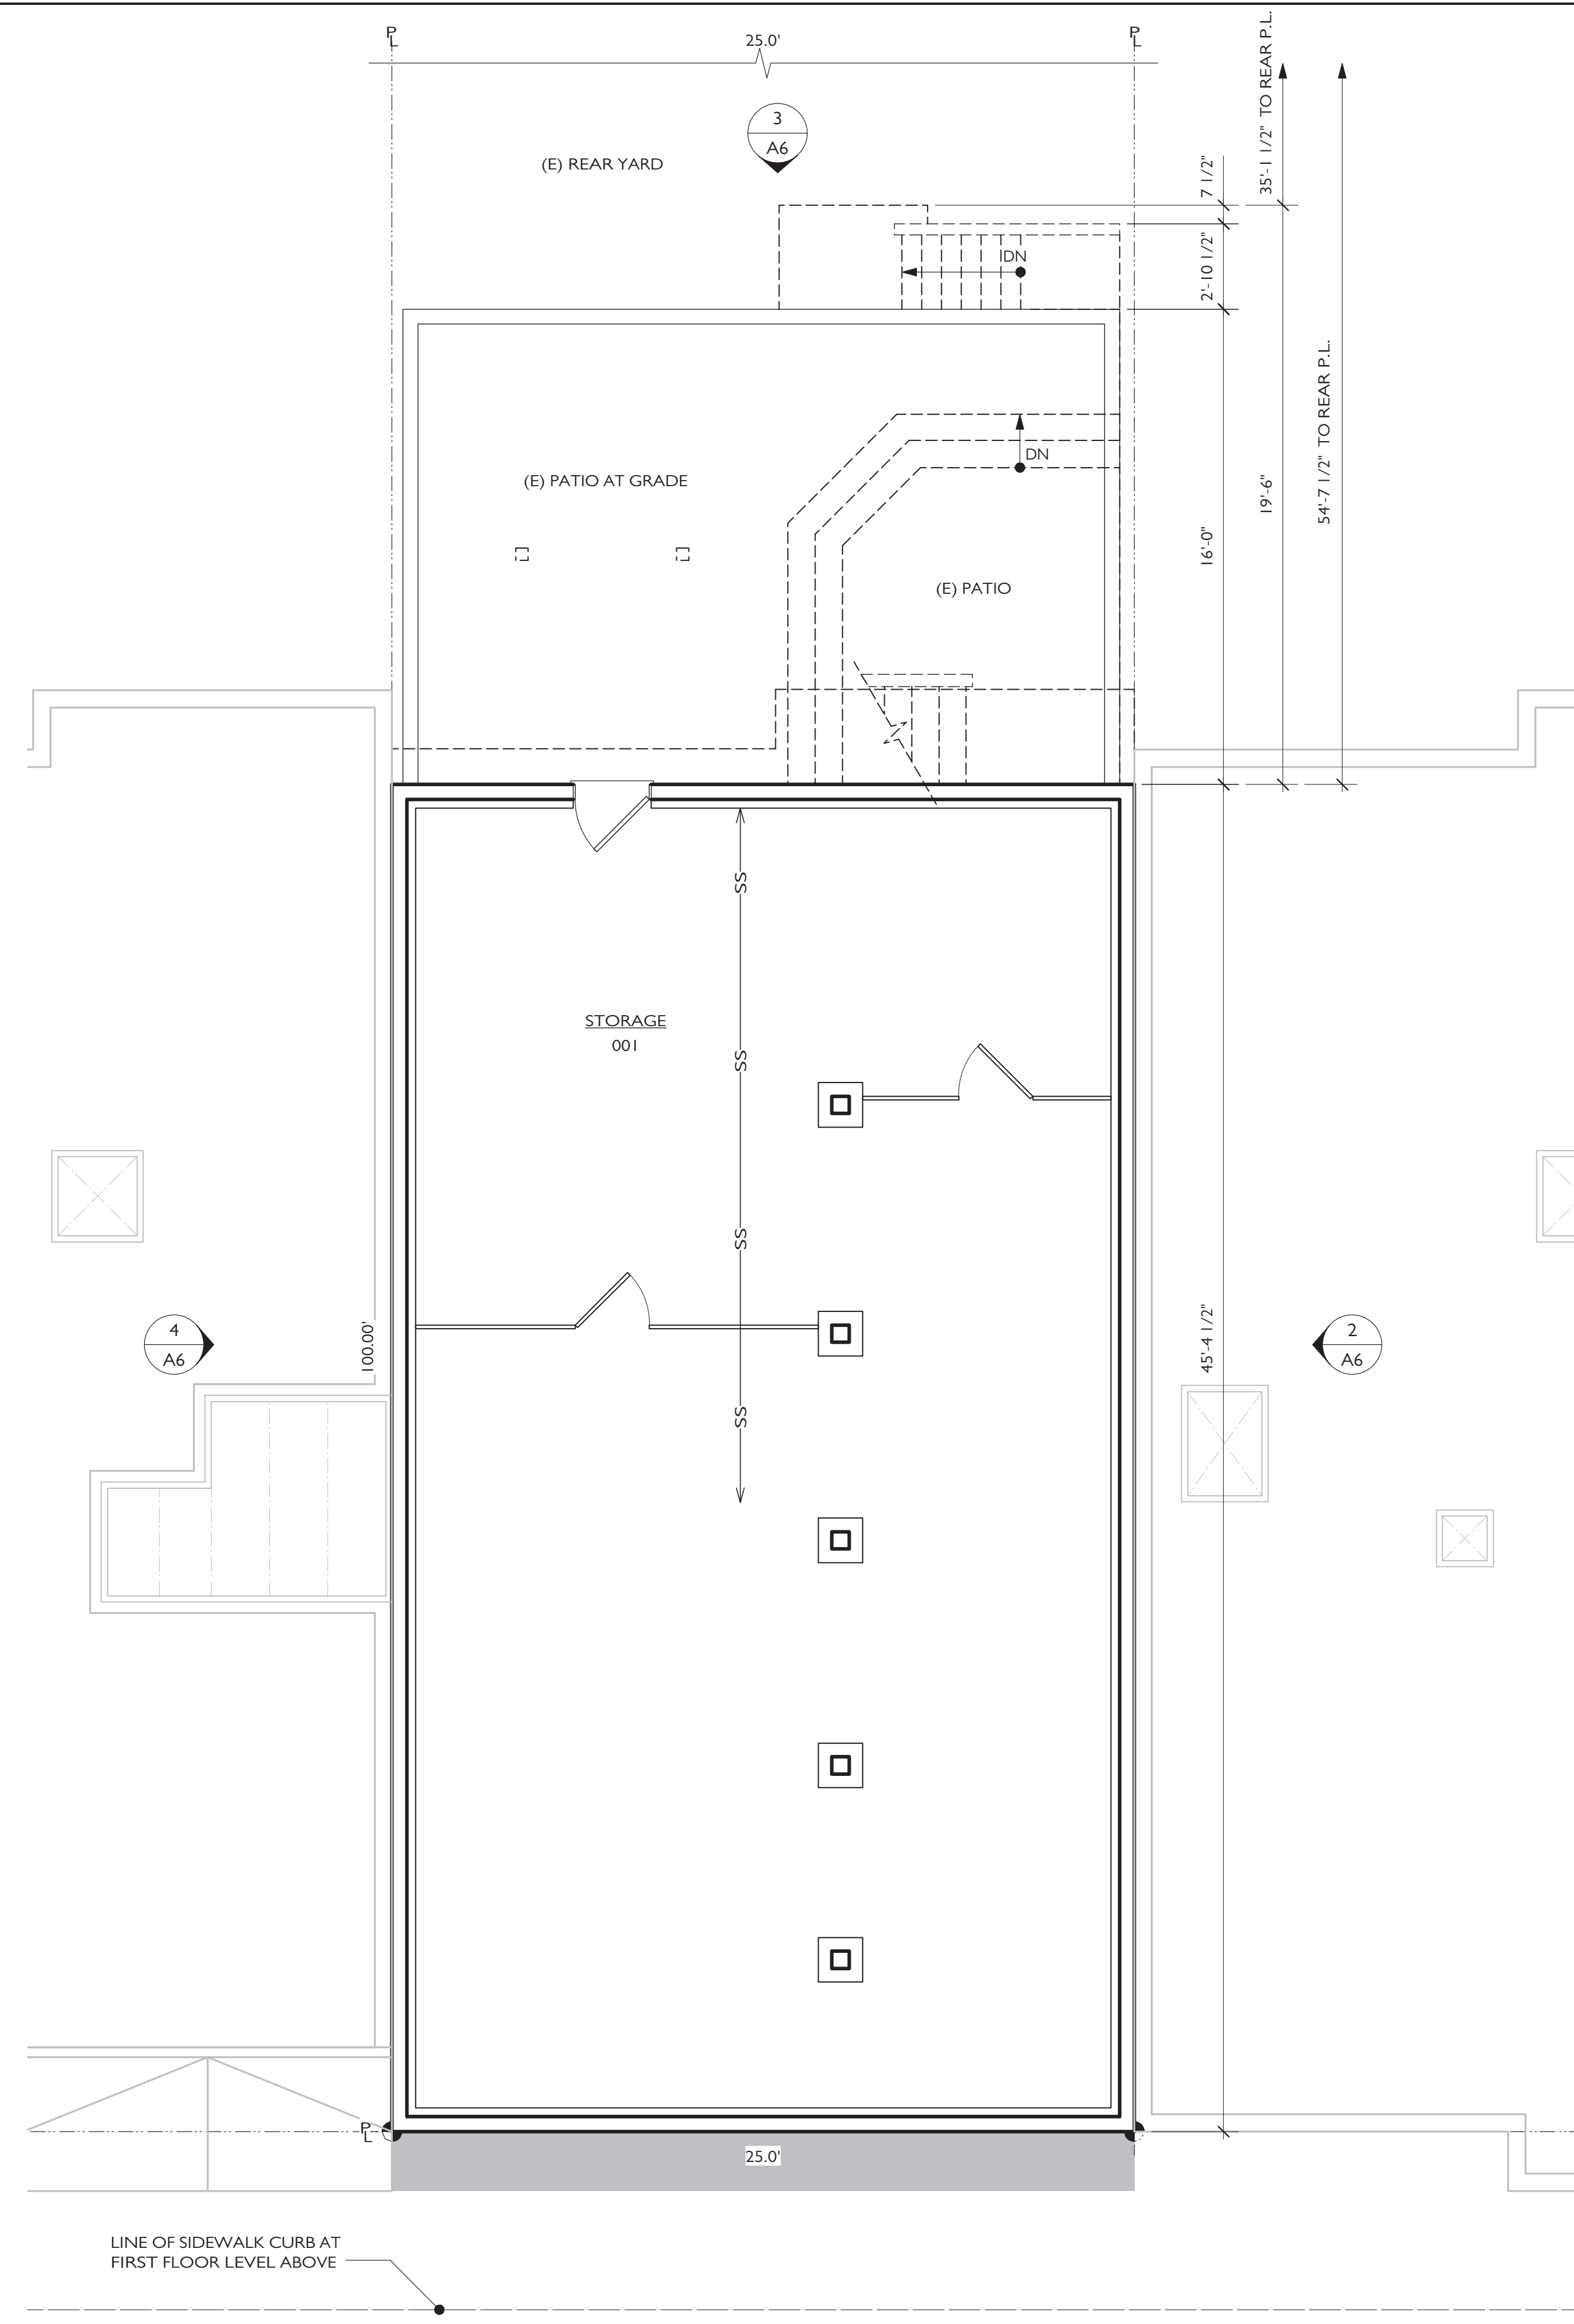 P
L
25.0'
P
L
35'-1 1/2" TO REAR P.L.
3
A6
(E) REAR YARD
7 1/2"
2'-10 1/2"
DN
54'-7 1/2" TO REAR P.L.
(E) PATIO AT GRADE
DN
19'-6"
16'-0"
(E) PATIO
SS
STORAGE
001
SS
SS
4
A6
100.00'
45'-4 1/2"
2
A6
SS
P
L
25.0'
LINE OF SIDEWALK CURB AT
FIRST FLOOR LEVEL ABOVE